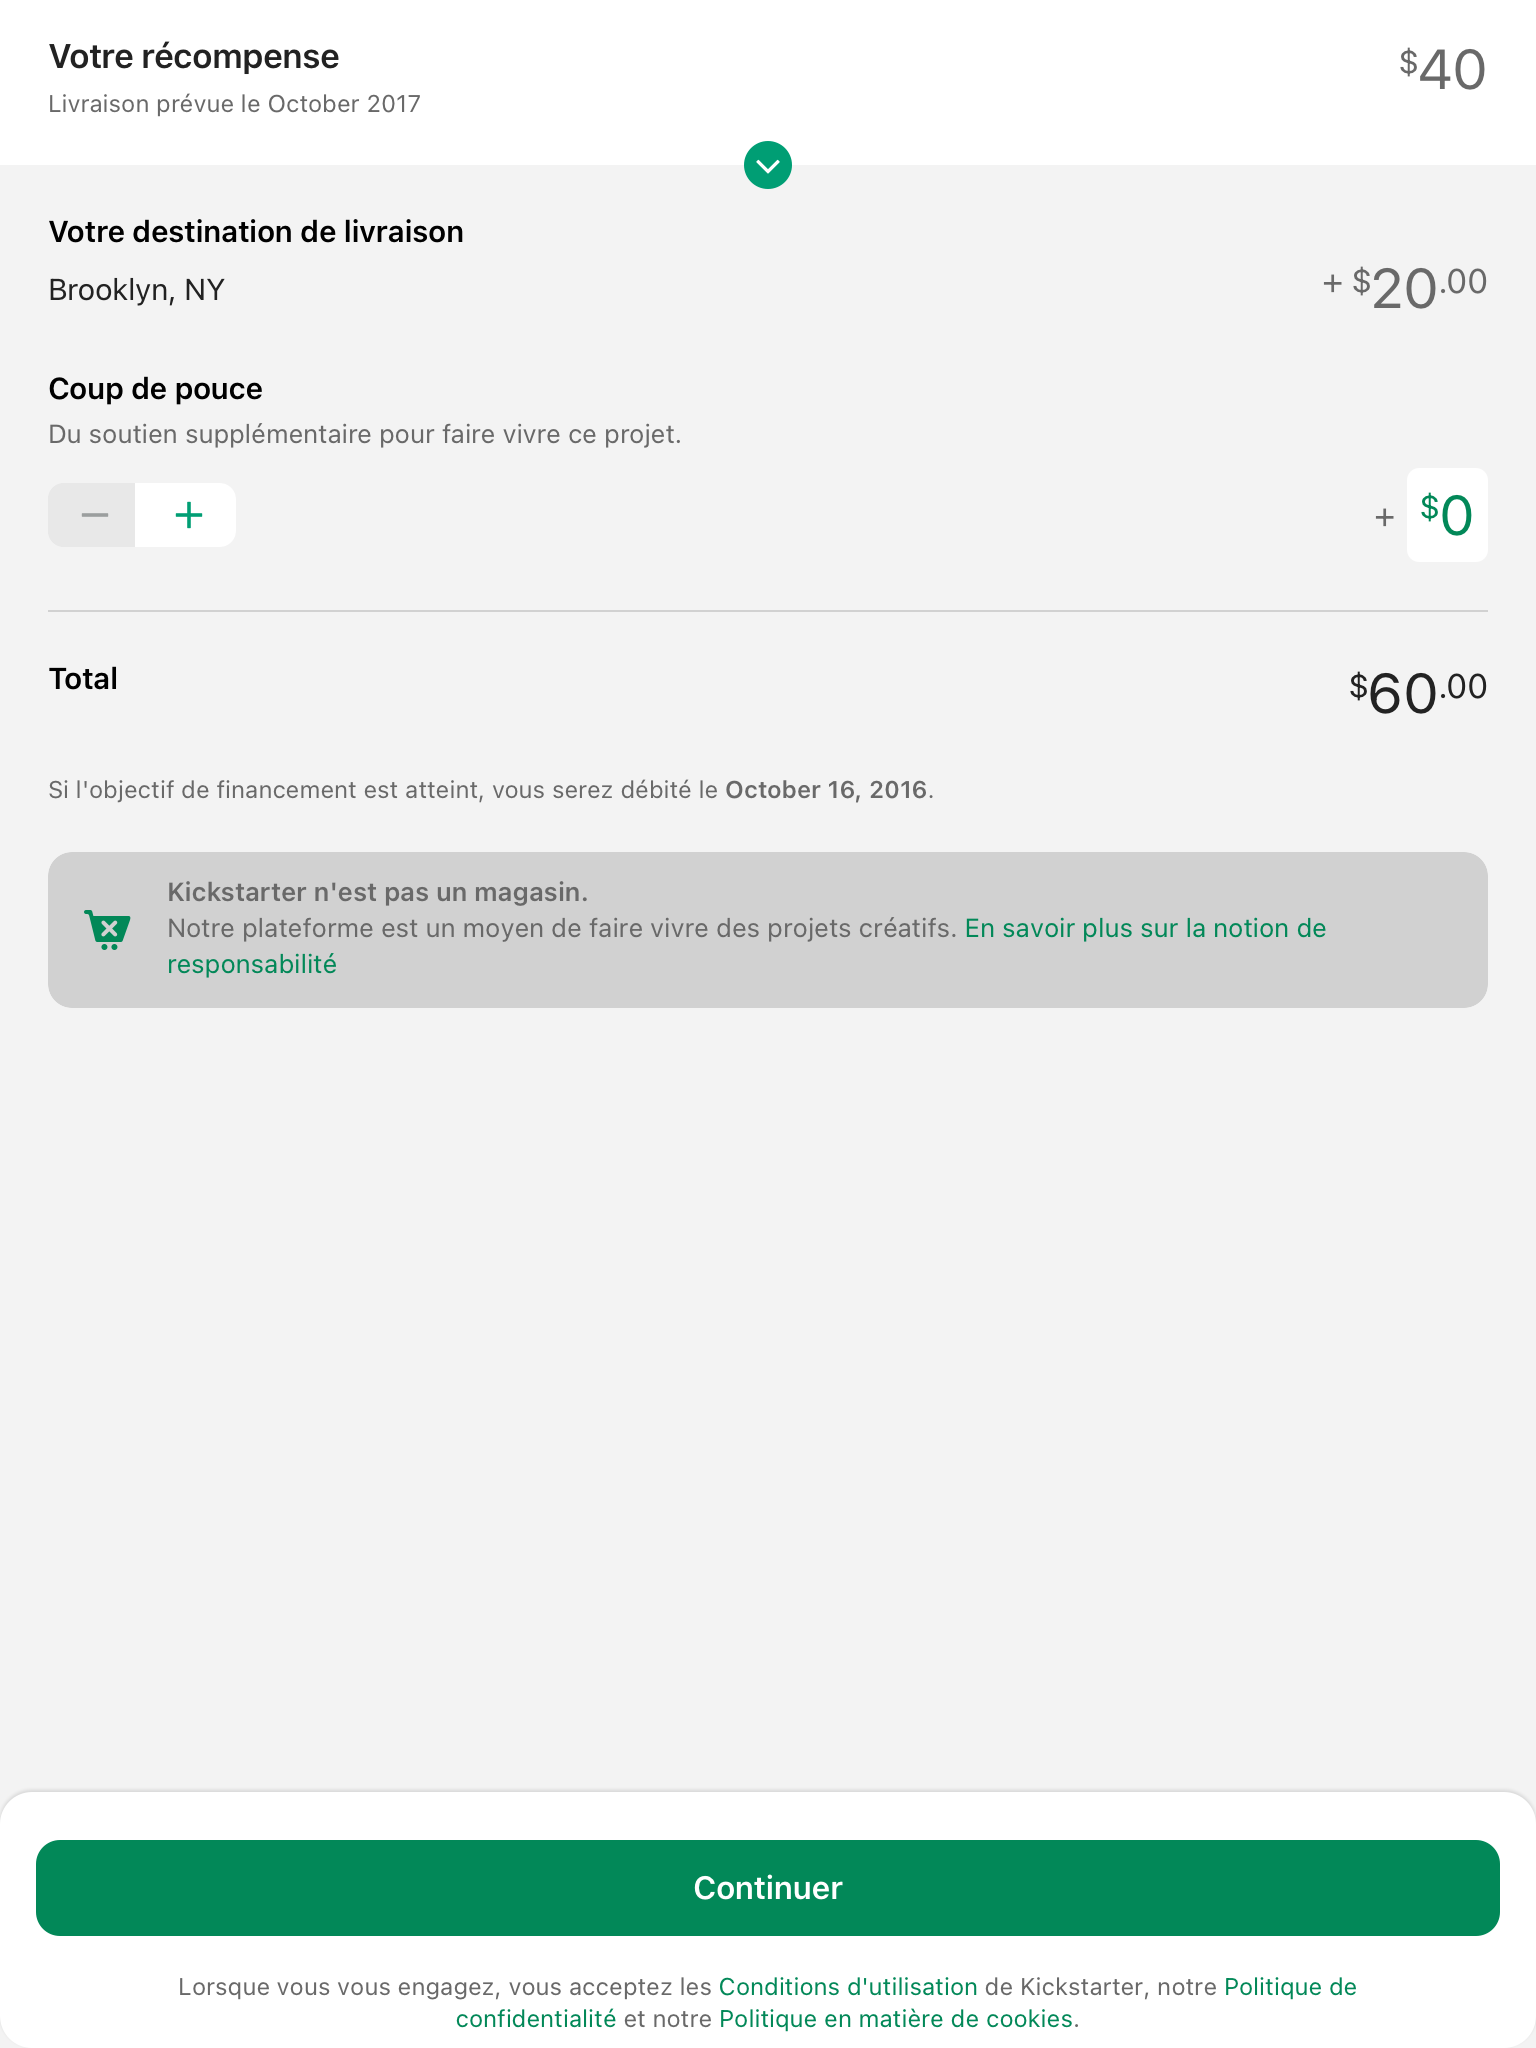 Votre récompense
$40
Livraison prévue le October 2017
Votre destination de livraison
Brooklyn, NY
+ $20.00
Coup de pouce
Du soutien supplémentaire pour faire vivre ce projet.
− +
+ $0
Total
$60.00
Si l'objectif de financement est atteint, vous serez débité le October 16, 2016.
Kickstarter n'est pas un magasin.
Notre plateforme est un moyen de faire vivre des projets créatifs. En savoir plus sur la notion de
responsabilité
Continuer
Lorsque vous vous engagez, vous acceptez les Conditions d'utilisation de Kickstarter, notre Politique de
confidentialité et notre Politique en matière de cookies.